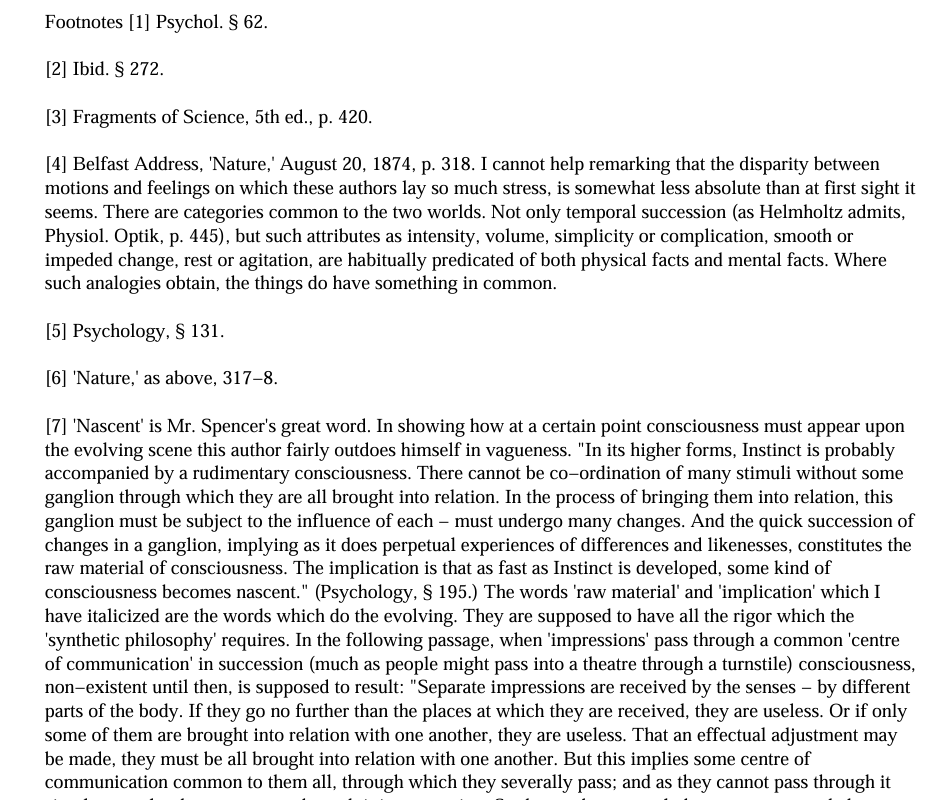 Footnotes [1] Psychol. § 62.
[2] Ibid. § 272.
[3] Fragments of Science, 5th ed., p. 420.
[4] Belfast Address, 'Nature,' August 20, 1874, p. 318. I cannot help remarking that the disparity between
motions and feelings on which these authors lay so much stress, is somewhat less absolute than at first sight it
seems. There are categories common to the two worlds. Not only temporal succession (as Helmholtz admits,
Physiol. Optik, p. 445), but such attributes as intensity, volume, simplicity or complication, smooth or
impeded change, rest or agitation, are habitually predicated of both physical facts and mental facts. Where
such analogies obtain, the things do have something in common.
[5] Psychology, § 131.
[6] 'Nature,' as above, 317−8.
[7] 'Nascent' is Mr. Spencer's great word. In showing how at a certain point consciousness must appear upon
the evolving scene this author fairly outdoes himself in vagueness. "In its higher forms, Instinct is probably
accompanied by a rudimentary consciousness. There cannot be co−ordination of many stimuli without some
ganglion through which they are all brought into relation. In the process of bringing them into relation, this
ganglion must be subject to the influence of each − must undergo many changes. And the quick succession of
changes in a ganglion, implying as it does perpetual experiences of differences and likenesses, constitutes the
raw material of consciousness. The implication is that as fast as Instinct is developed, some kind of
consciousness becomes nascent." (Psychology, § 195.) The words 'raw material' and 'implication' which I
have italicized are the words which do the evolving. They are supposed to have all the rigor which the
'synthetic philosophy' requires. In the following passage, when 'impressions' pass through a common 'centre
of communication' in succession (much as people might pass into a theatre through a turnstile) consciousness,
non−existent until then, is supposed to result: "Separate impressions are received by the senses − by different
parts of the body. If they go no further than the places at which they are received, they are useless. Or if only
some of them are brought into relation with one another, they are useless. That an effectual adjustment may
be made, they must be all brought into relation with one another. But this implies some centre of
communication common to them all, through which they severally pass; and as they cannot pass through it